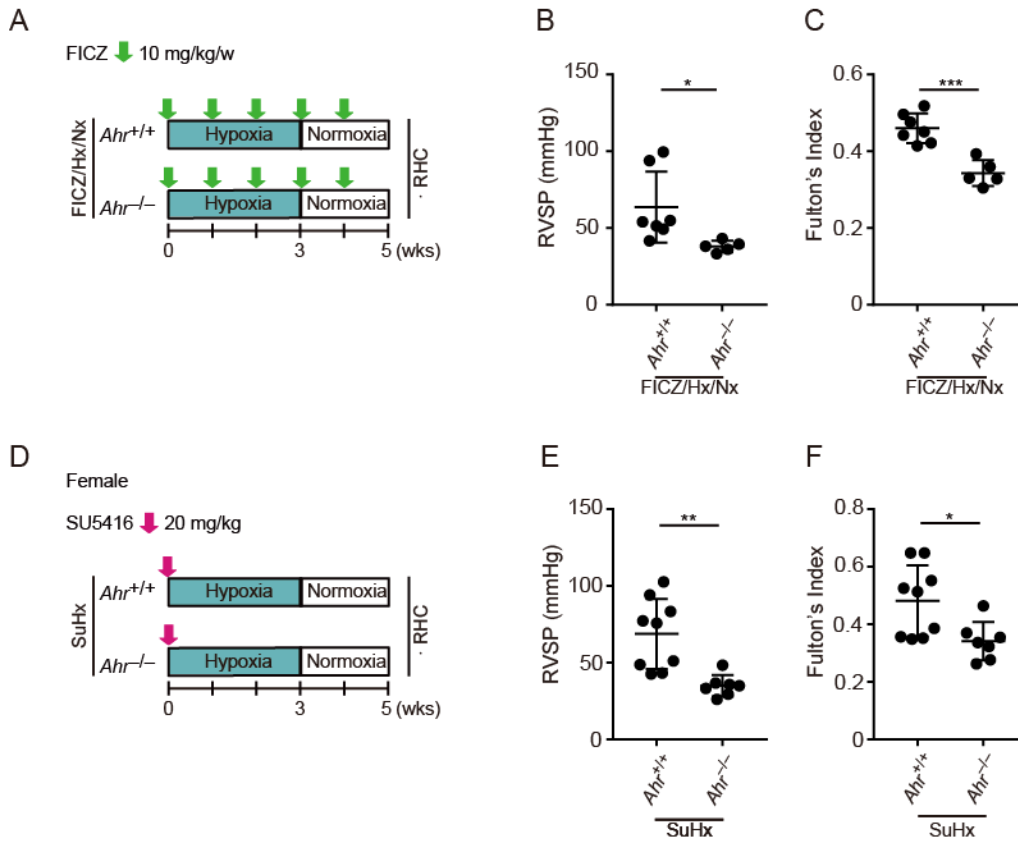 A
FICZ 10 mg/kg/w
FICZ/Hx/Nx
Ahr+/+
Hypoxia
Normoxia
Ahr–/–
Hypoxia
Normoxia
· RHC
0 3 5 (wks)
B
RVSP (mmHg)
150
100
50
0
*
Ahr+/+
Ahr–/–
FICZ/Hx/Nx
C
Fulton's Index
0.6
0.4
0.2
0
***
Ahr+/+
Ahr–/–
FICZ/Hx/Nx
D
Female
SU5416 20 mg/kg
SuHx
Ahr+/+
Hypoxia
Normoxia
Ahr–/–
Hypoxia
Normoxia
· RHC
0 3 5 (wks)
E
RVSP (mmHg)
150
100
50
0
**
Ahr+/+
Ahr–/–
SuHx
F
Fulton's Index
0.8
0.6
0.4
0.2
0
*
Ahr+/+
Ahr–/–
SuHx